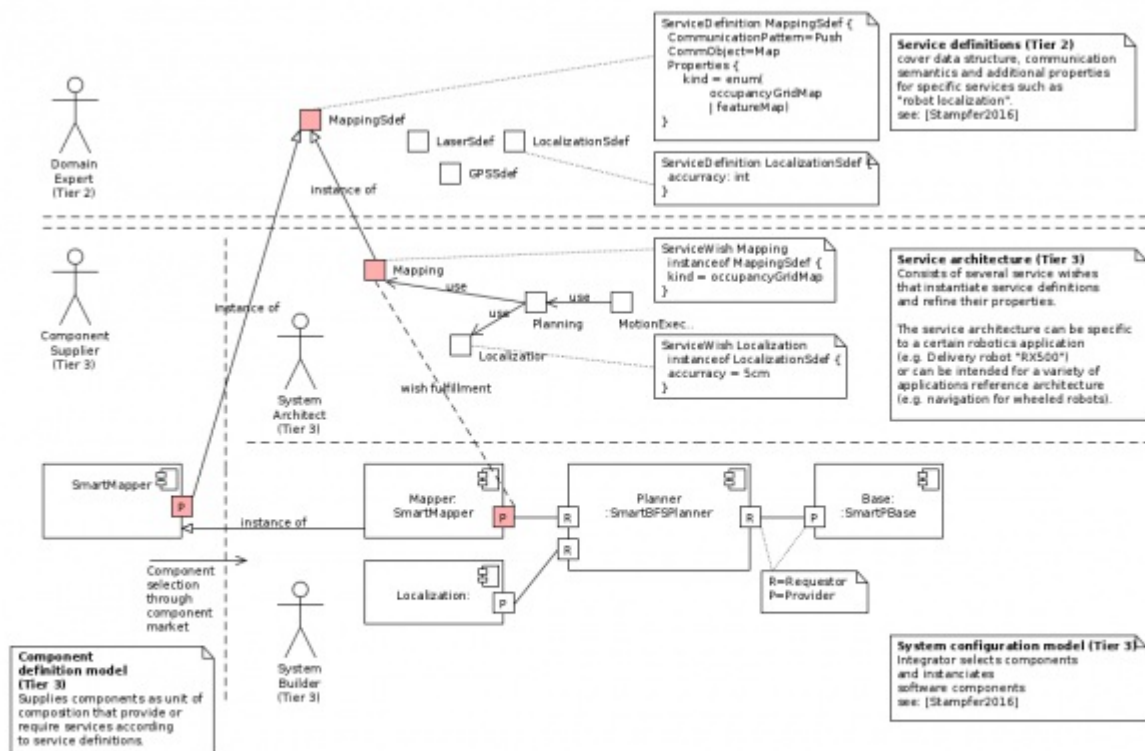 ServiceDefinition MappingSdef {
CommunicationPattern=Push
CommObject=Map
Properties {
kind = enum(
occupancyGridMap
| featureMap)
}
Service definitions (Tier 2)
cover data structure, communication
semantics and additional properties
for specific services such as
"robot localization".
see: [Stampfer2016]
MappingSdef
LaserSdef
LocalizationSdef
GPSSdef
ServiceDefinition LocalizationSdef {
accurracy: int
}
Domain
Expert
(Tier 2)
instance of
Component
Supplier
(Tier 3)
instance of
Mapping
use
use
use
Planning
MotionExec..
Localization
ServiceWish Mapping
instanceof MappingSdef {
kind = occupancyGridMap
}
ServiceWish Localization
instanceof LocalizationSdef {
accurracy = 5cm
}
Service architecture (Tier 3)
Consists of several service wishes
that instantiate service definitions
and refine their properties.
The service architecture can be specific
to a certain robotics application
(e.g. Delivery robot "RX500")
or can be intended for a variety of
applications reference architecture
(e.g. navigation for wheeled robots).
System
Architect
(Tier 3)
wish fulfillment
SmartMapper
P
instance of
Mapper:
SmartMapper
P
R
R
Planner
:SmartBFSPlanner
R
P
Base:
:SmartPBase
Localization:
P
R=Requestor
P=Provider
Component
selection
through
component
market
System
Builder
(Tier 3)
Component
definition model
(Tier 3)
Supplies components as unit of
composition that provide or
require services according
to service definitions.
System configuration model (Tier 3)
Integrator selects components
and instanciates
software components
see: [Stampfer2016]